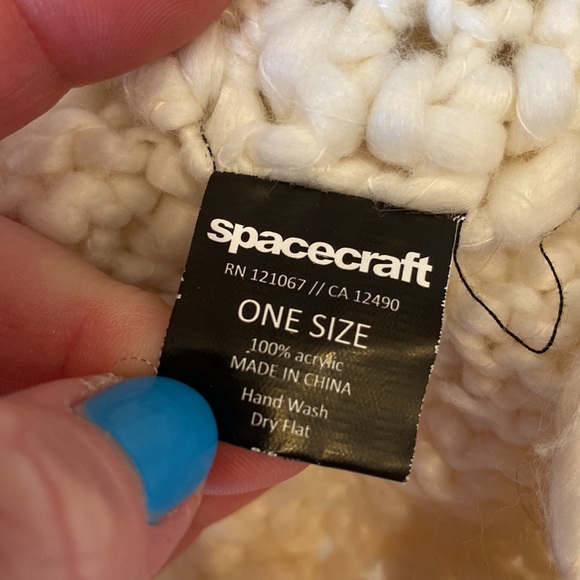 spacecraft
RN 121067 // CA 12490
ONE SIZE
100% acrylic
MADE IN CHINA
Hand Wash
Dry Flat